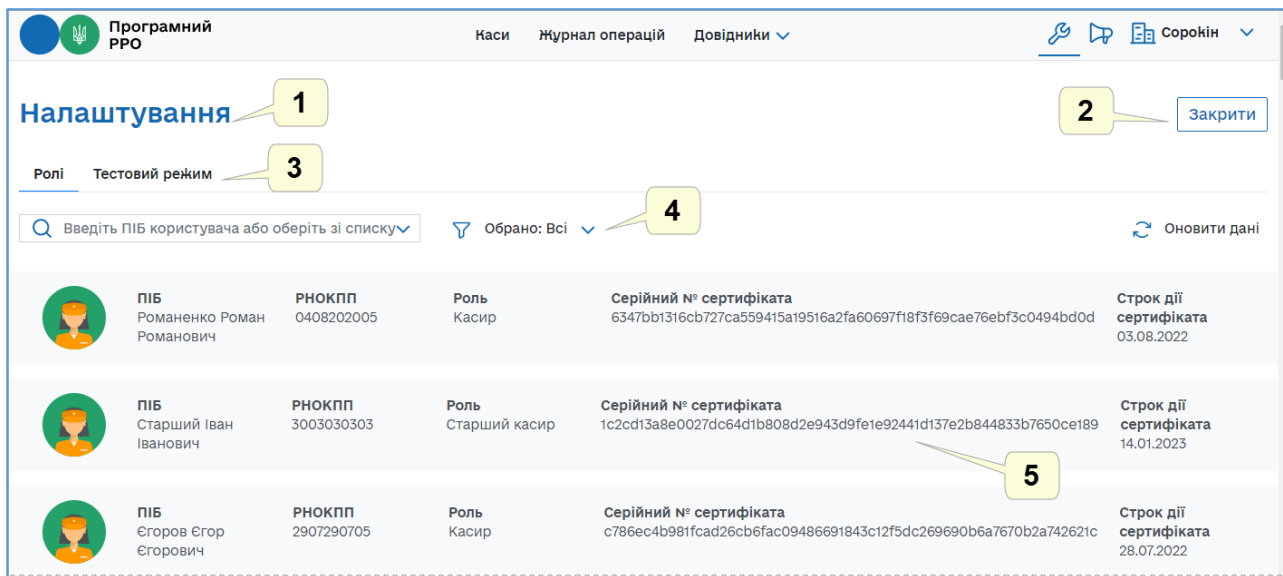 Програмний
РРО
Каси Журнал операцій Довідники
Сорокін
Налаштування
1
2
Закрити
Ролі Тестовий режим
3
4
Введіть ПІБ користувача або оберіть зі списку
Обрано: Всі
Оновити дані
ПІБ РНОКПП Роль Серійний № сертифіката Строк дії
Романенко Роман 0408202005 Касир 6347bb1316cb727ca559415a19516a2fa60697f18f3f69cae76ebf3c0494bd0d сертифіката
Романович 03.08.2022
ПІБ РНОКПП Роль Серійний № сертифіката Строк дії
Старший Іван 3003030303 Старший касир 1c2cd13a8e0027dc64d1b808d2e943d9fe1e92441d137e2b844833b7650ce189 сертифіката
Іванович 14.01.2023
5
ПІБ РНОКПП Роль Серійний № сертифіката Строк дії
Єгоров Єгор 2907290705 Касир c786ec4b981fcad26cb6fac09486691843c12f5dc269690b6a7670b2a742621c сертифіката
Єгорович 28.07.2022